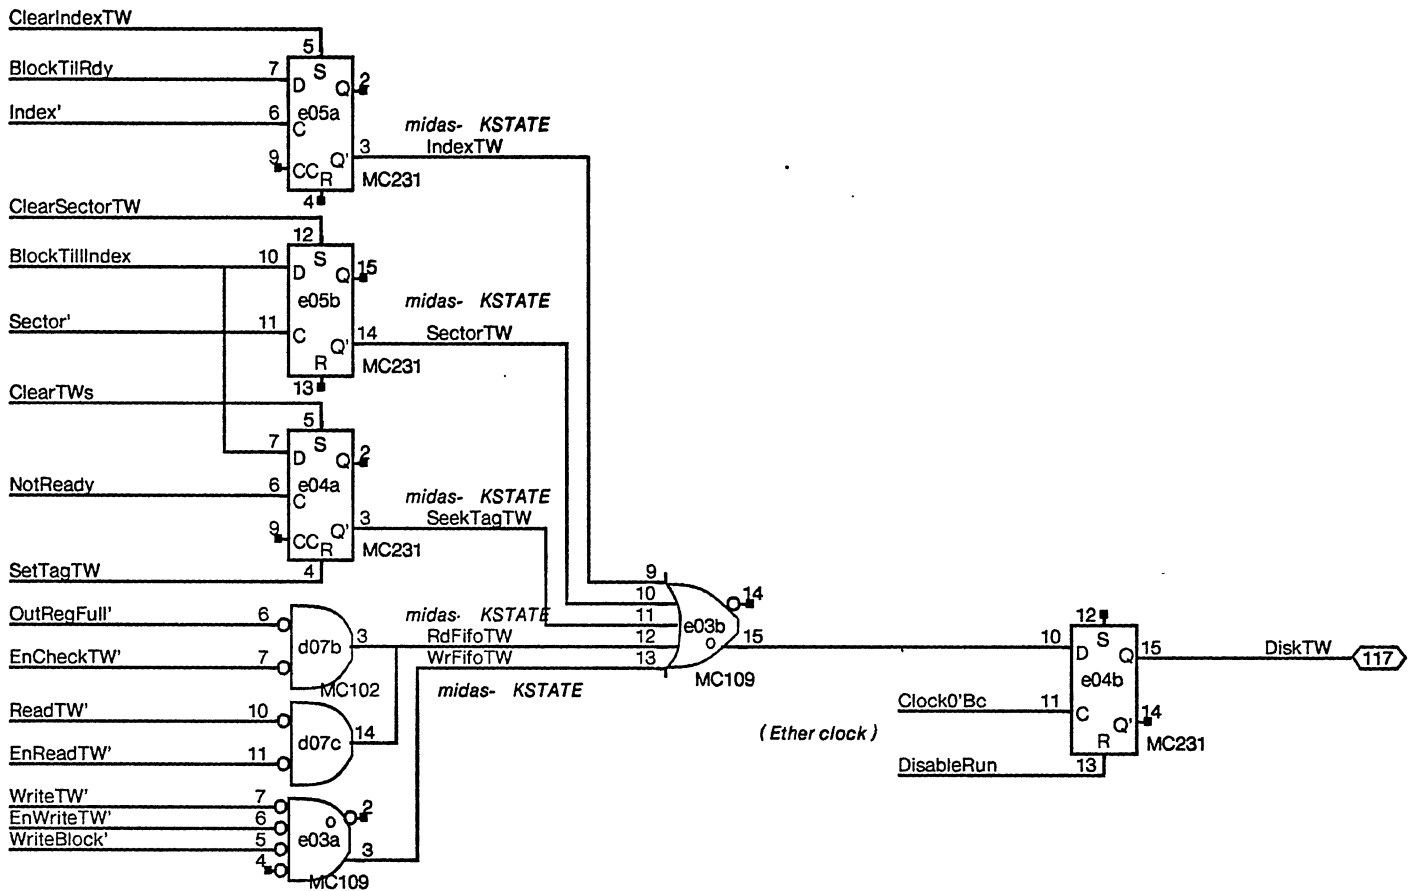 ClearIndexTW
5
BlockTilRdy 7 D S Q 2
e05a
Index' 6 C
midas- KSTATE
3 IndexTW
9 CC R Q'
MC231
4
ClearSectorTW
12
BlockTillIndex 10 D S Q 15
e05b
midas- KSTATE
Sector' 11 C
14 SectorTW
R Q'
MC231
13
ClearTWs
5
7 D S Q 2
e04a
NotReady 6 C
midas- KSTATE
3 SeekTagTW
9 CC R Q'
MC231
SetTagTW 4
OutRegFull' 6
d07b 3
EnCheckTW' 7
MC102
midas- KSTATE
RdFifoTW
WrFifoTW
midas- KSTATE
ReadTW' 10
d07c 14
EnReadTW' 11
WriteTW' 7
EnWriteTW' 6
WriteBlock' 5
4
o
e03a
2
3
MC109
9
10
11
12
13
e03b
o
14
15
MC109
12
10 D S Q 15
e04b
DiskTW 117
Clock0'Bc 11 C
Q' 14
R
MC231
(Ether clock)
DisableRun 13